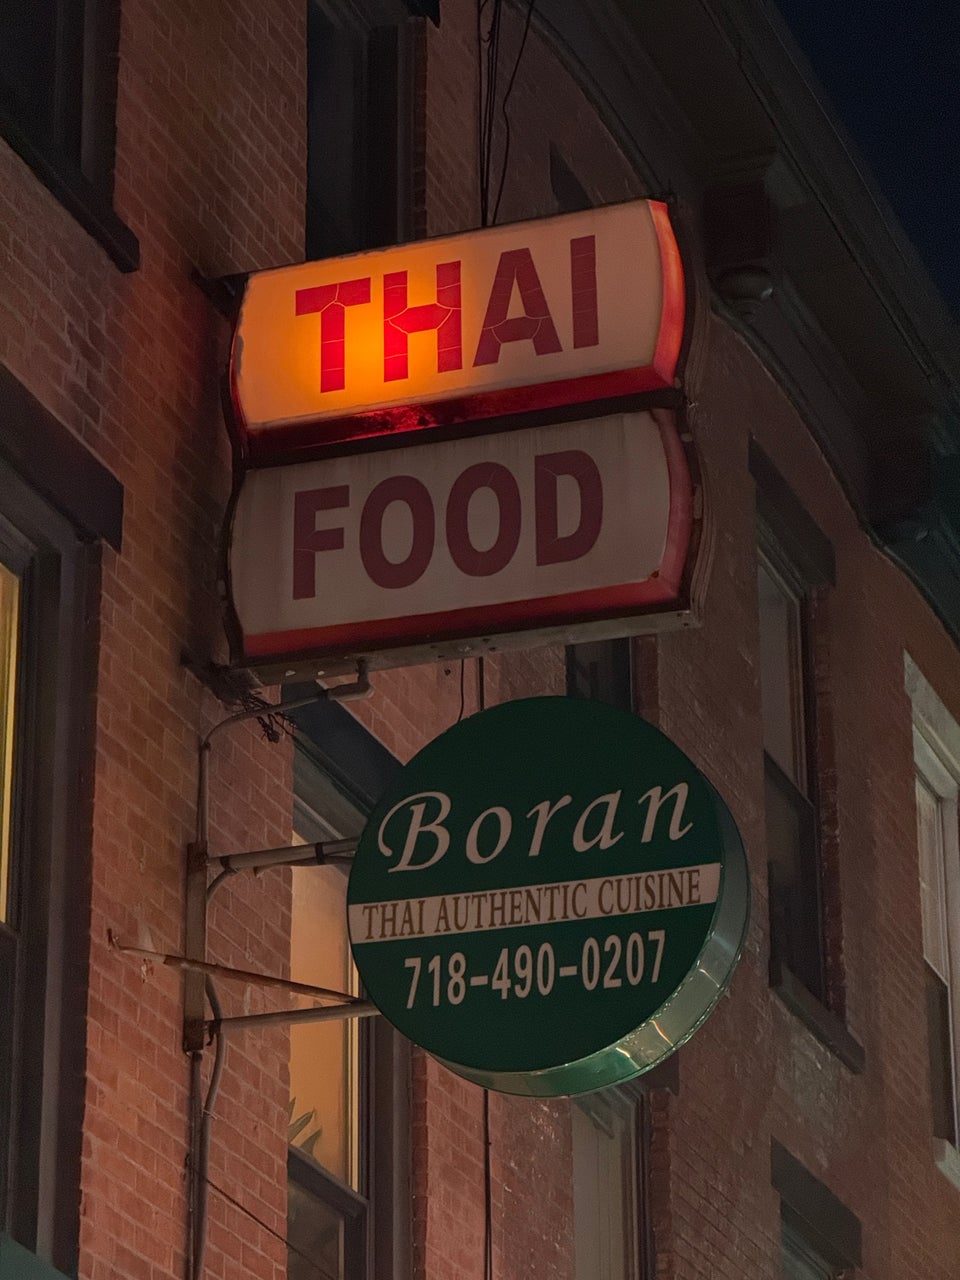 THAI
FOOD
Boran
THAI AUTHENTIC CUISINE
718-490-0207